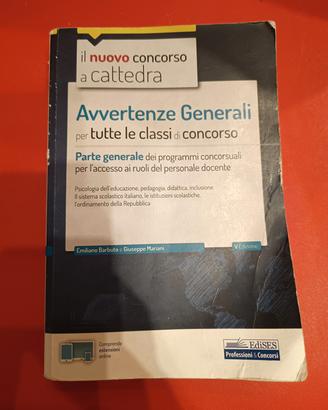 il nuovo concorso
a cattedra
Avvertenze Generali
per tutte le classi di concorso
Parte generale dei programmi concorsuali
per l'accesso ai ruoli del personale docente
Psicologia dell'educazione, pedagogia, didattica, inclusione
Il sistema scolastico italiano, le istituzioni scolastiche,
l'ordinamento della Repubblica
Emiliano Barbuto e Giuseppe Mariani
V Edizione
Comprende
estensioni
online
EdiSES
Professioni & Concorsi